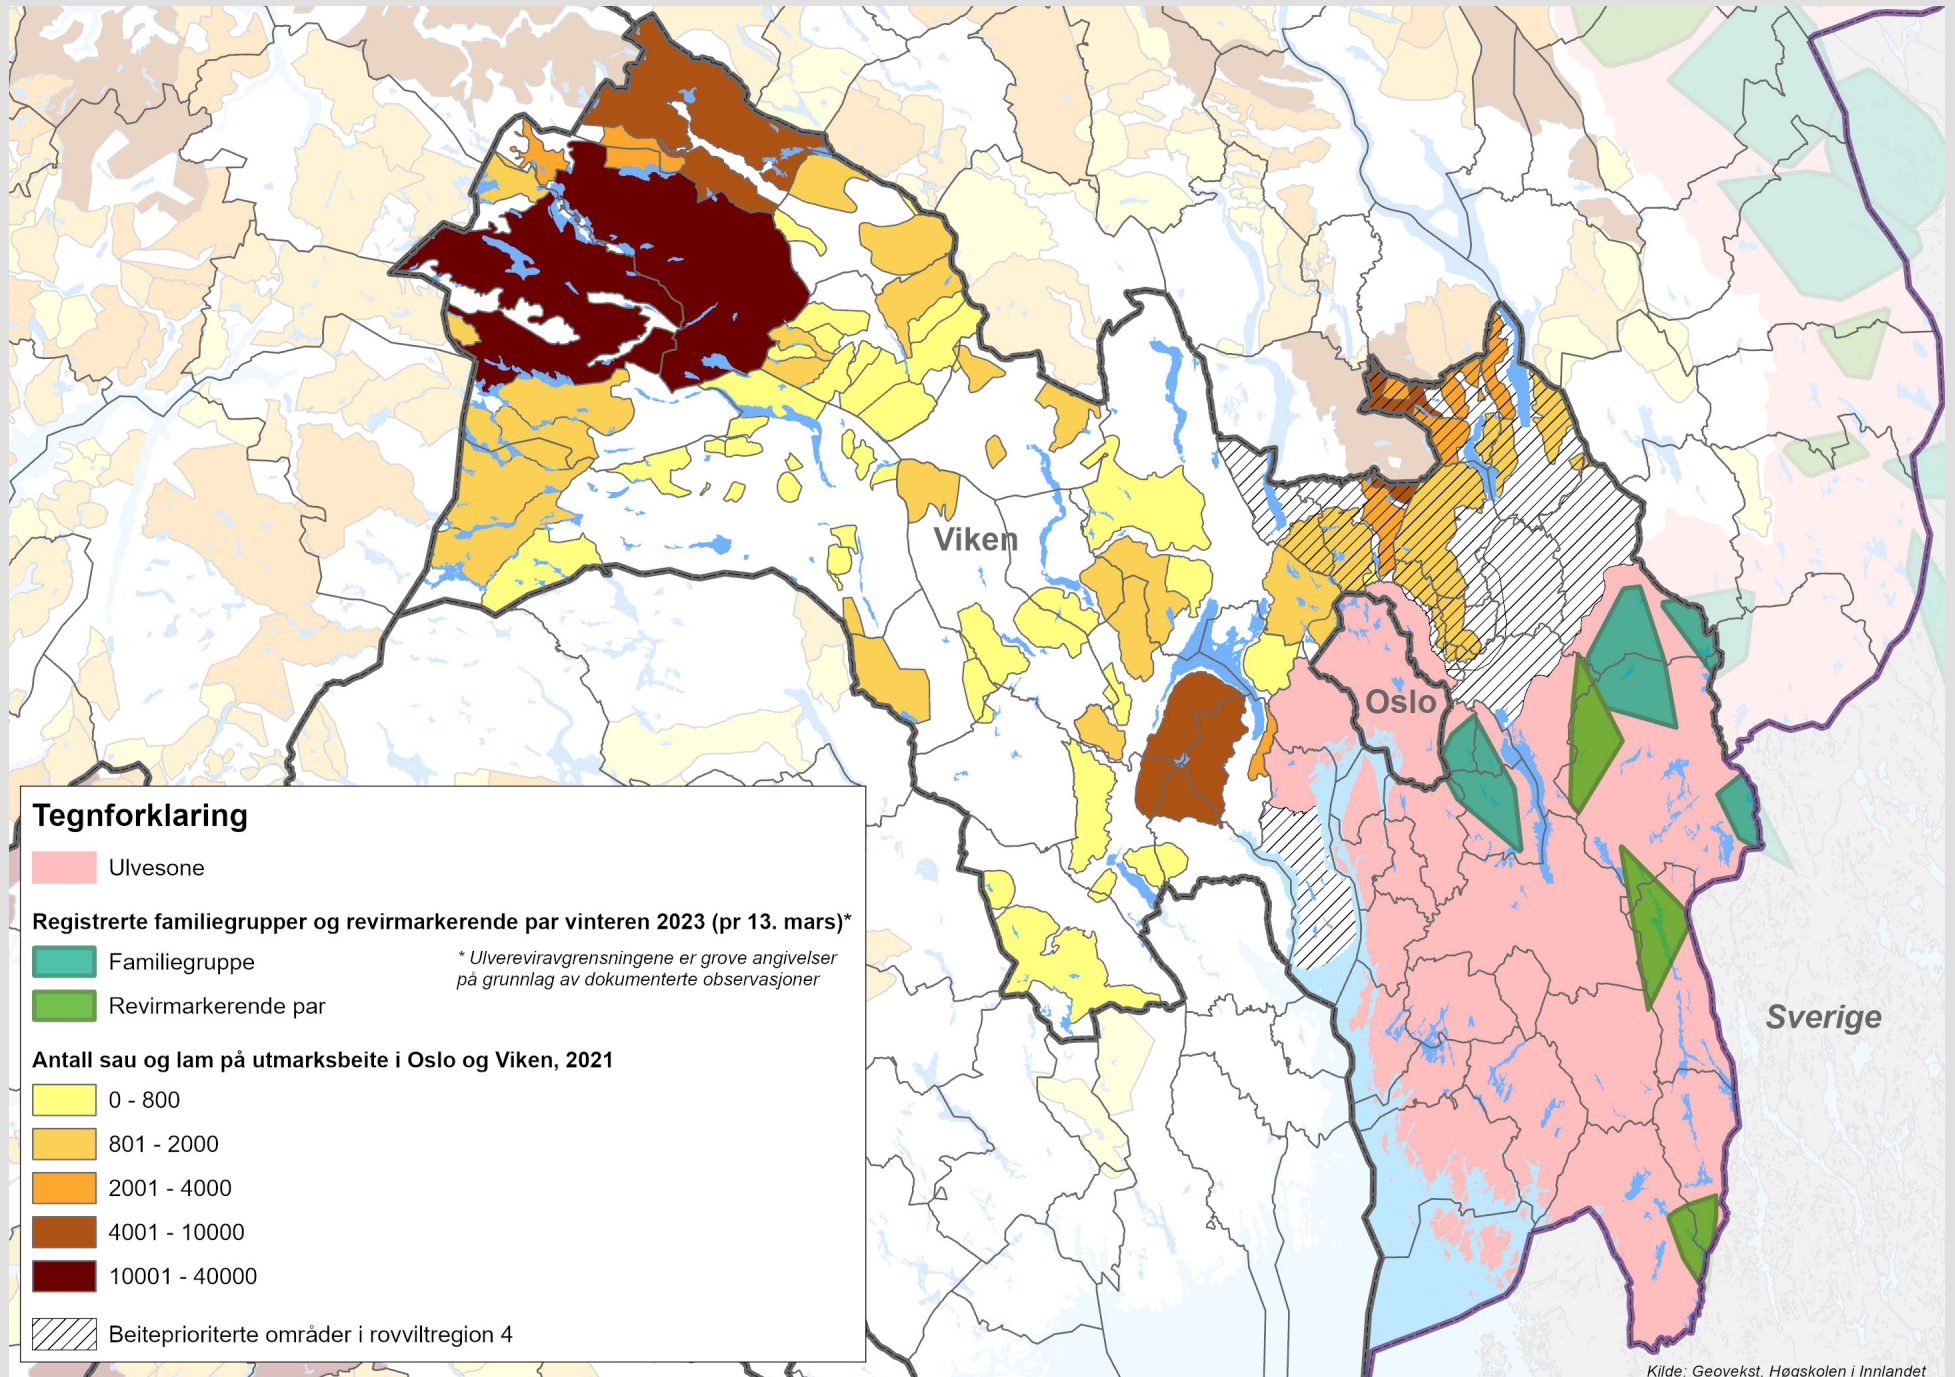 Viken
Oslo
Sverige
Tegnforklaring
Ulvesone
Registrerte familiegrupper og revirmarkerende par vinteren 2023 (pr 13. mars)*
Familiegruppe
* Ulvereviravgrensningene er grove angivelser
på grunnlag av dokumenterte observasjoner
Revirmarkerende par
Antall sau og lam på utmarksbeite i Oslo og Viken, 2021
0 - 800
801 - 2000
2001 - 4000
4001 - 10000
10001 - 40000
Beiteprioriterte områder i rovviltregion 4
Kilde: Geovekst, Høgskolen i Innlandet